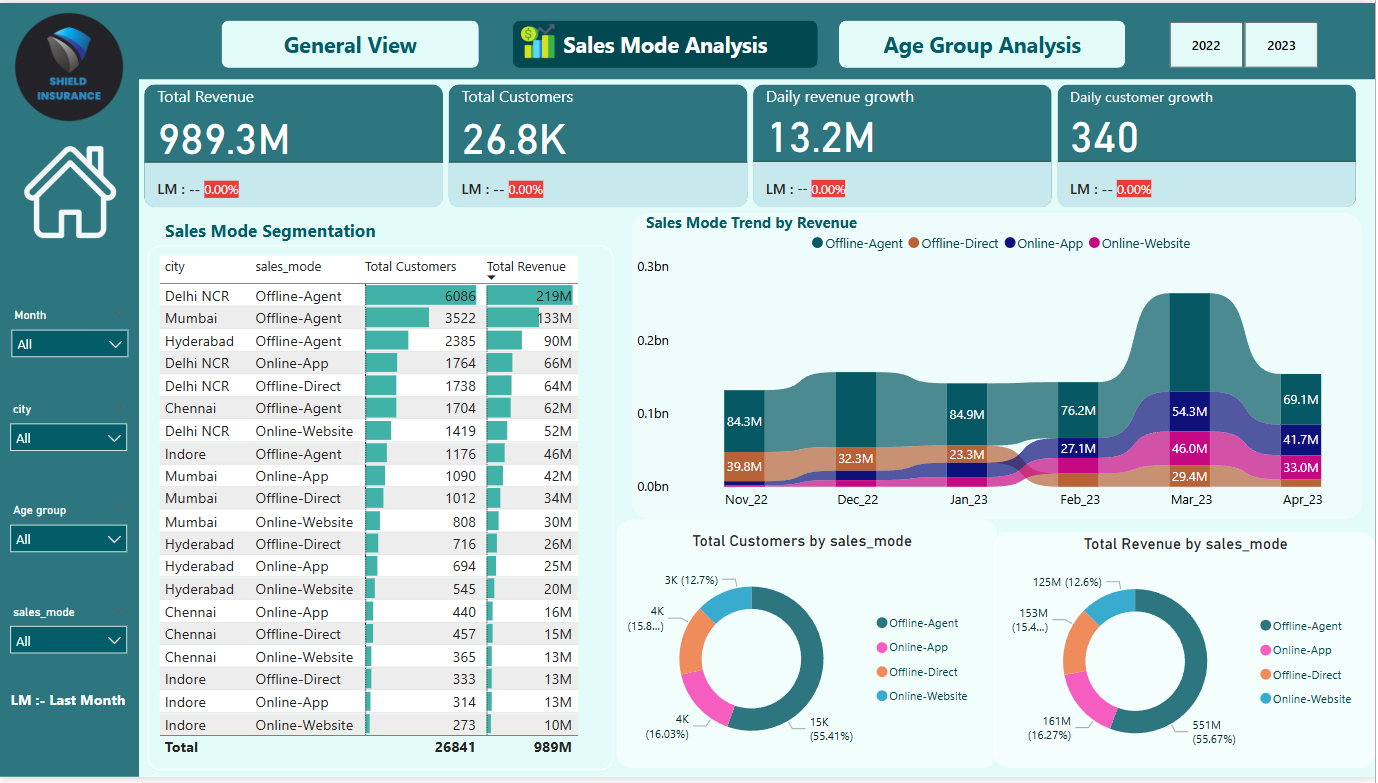 SHIELD
INSURANCE
General View
Sales Mode Analysis
Age Group Analysis
2022
2023
Total Revenue
989.3M
LM : -- 0.00%
Total Customers
26.8K
LM : -- 0.00%
Daily revenue growth
13.2M
LM : -- 0.00%
Daily customer growth
340
LM : -- 0.00%
Month
All
city
All
Age group
All
sales_mode
All
LM :- Last Month
Sales Mode Segmentation
city sales_mode Total Customers Total Revenue
Delhi NCR Offline-Agent 6086 219M
Mumbai Offline-Agent 3522 133M
Hyderabad Offline-Agent 2385 90M
Delhi NCR Online-App 1764 66M
Delhi NCR Offline-Direct 1738 64M
Chennai Offline-Agent 1704 62M
Delhi NCR Online-Website 1419 52M
Indore Offline-Agent 1176 46M
Mumbai Online-App 1090 42M
Mumbai Offline-Direct 1012 34M
Mumbai Online-Website 808 30M
Hyderabad Offline-Direct 716 26M
Hyderabad Online-App 694 25M
Hyderabad Online-Website 545 20M
Chennai Online-App 440 16M
Chennai Offline-Direct 457 15M
Chennai Online-Website 365 13M
Indore Offline-Direct 333 13M
Indore Online-App 314 13M
Indore Online-Website 273 10M
Total 26841 989M
Sales Mode Trend by Revenue
Offline-Agent Offline-Direct Online-App Online-Website
0.3bn
0.2bn
0.1bn
0.0bn
84.3M
39.8M
32.3M
84.9M
23.3M
76.2M
27.1M
54.3M
46.0M
29.4M
69.1M
41.7M
33.0M
Nov_22 Dec_22 Jan_23 Feb_23 Mar_23 Apr_23
Total Customers by sales_mode
3K (12.7%)
4K
(15.8...)
4K
(16.03%)
15K
(55.41%)
Offline-Agent
Online-App
Offline-Direct
Online-Website
Total Revenue by sales_mode
125M (12.6%)
153M
(15.4...)
161M
(16.27%)
551M
(55.67%)
Offline-Agent
Online-App
Offline-Direct
Online-Website